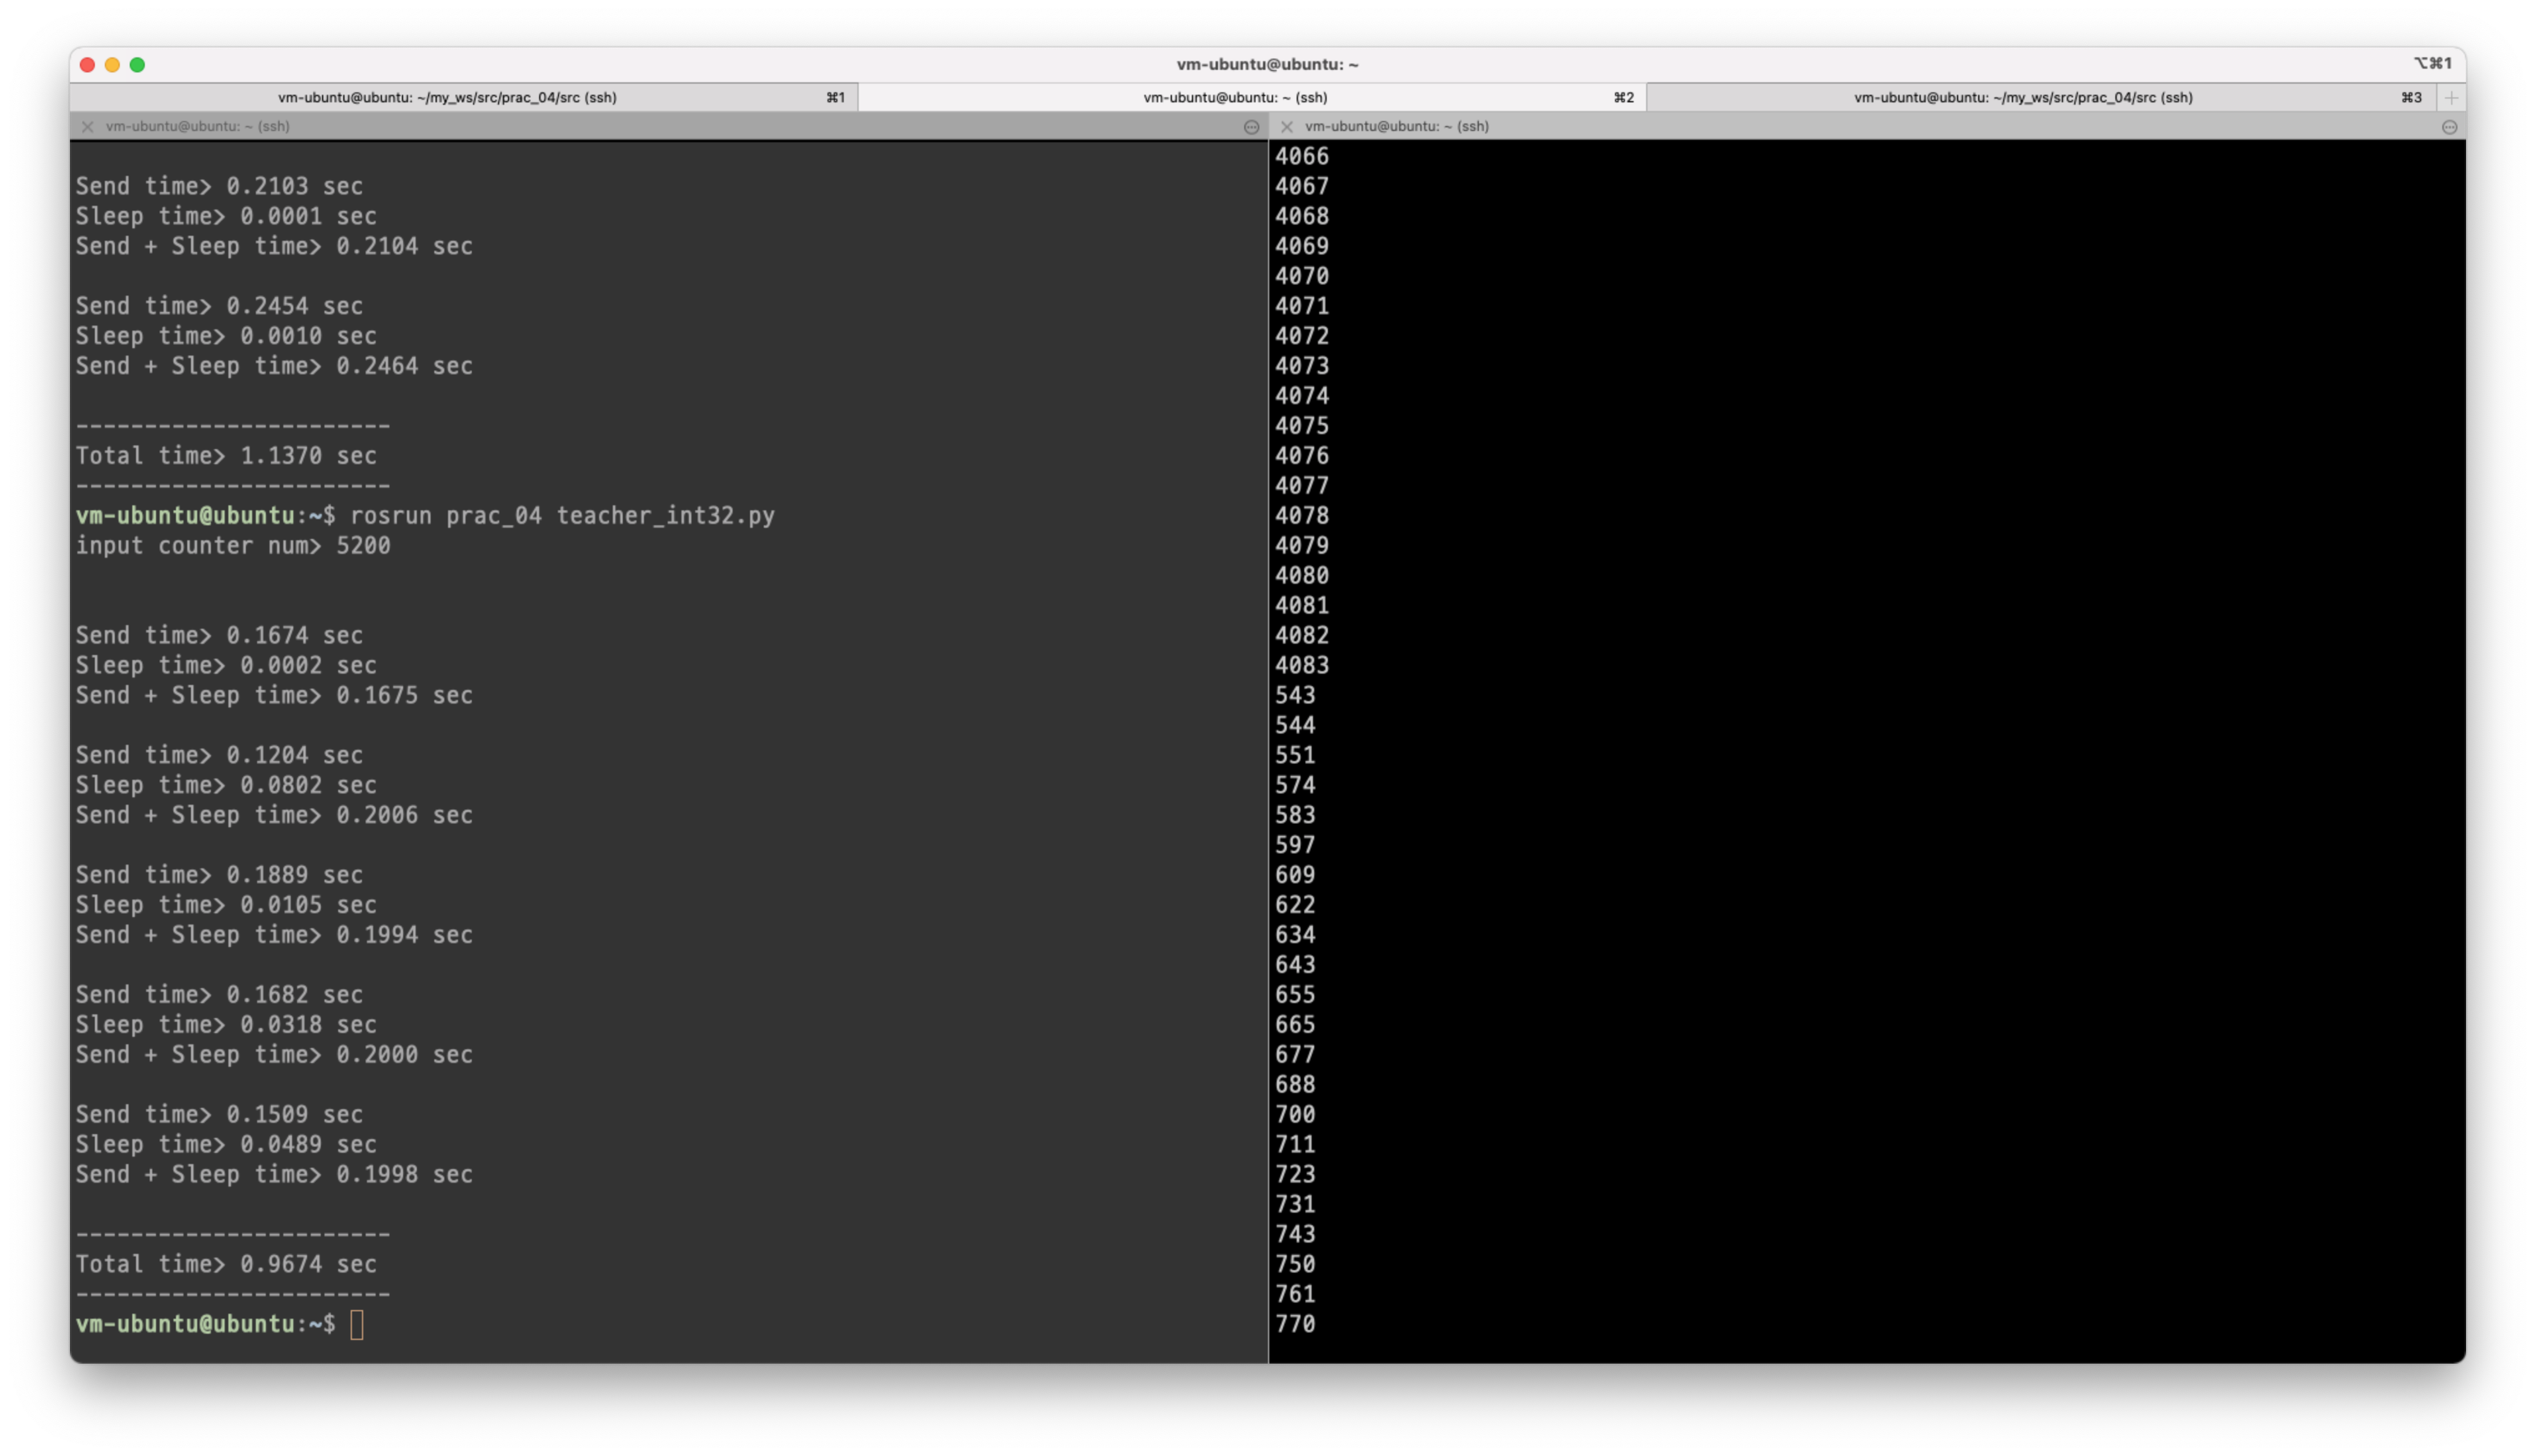 vm-ubuntu@ubuntu: ~
⌥⌘1
vm-ubuntu@ubuntu: ~/my_ws/src/prac_04/src (ssh)
⌘1
vm-ubuntu@ubuntu: ~ (ssh)
⌘2
vm-ubuntu@ubuntu: ~/my_ws/src/prac_04/src (ssh)
⌘3
vm-ubuntu@ubuntu: ~ (ssh)
Send time> 0.2103 sec
Sleep time> 0.0001 sec
Send + Sleep time> 0.2104 sec
Send time> 0.2454 sec
Sleep time> 0.0010 sec
Send + Sleep time> 0.2464 sec
-----------------------
Total time> 1.1370 sec
-----------------------
vm-ubuntu@ubuntu:~$ rosrun prac_04 teacher_int32.py
input counter num> 5200
Send time> 0.1674 sec
Sleep time> 0.0002 sec
Send + Sleep time> 0.1675 sec
Send time> 0.1204 sec
Sleep time> 0.0802 sec
Send + Sleep time> 0.2006 sec
Send time> 0.1889 sec
Sleep time> 0.0105 sec
Send + Sleep time> 0.1994 sec
Send time> 0.1682 sec
Sleep time> 0.0318 sec
Send + Sleep time> 0.2000 sec
Send time> 0.1509 sec
Sleep time> 0.0489 sec
Send + Sleep time> 0.1998 sec
-----------------------
Total time> 0.9674 sec
-----------------------
vm-ubuntu@ubuntu:~$
vm-ubuntu@ubuntu: ~ (ssh)
4066
4067
4068
4069
4070
4071
4072
4073
4074
4075
4076
4077
4078
4079
4080
4081
4082
4083
543
544
551
574
583
597
609
622
634
643
655
665
677
688
700
711
723
731
743
750
761
770